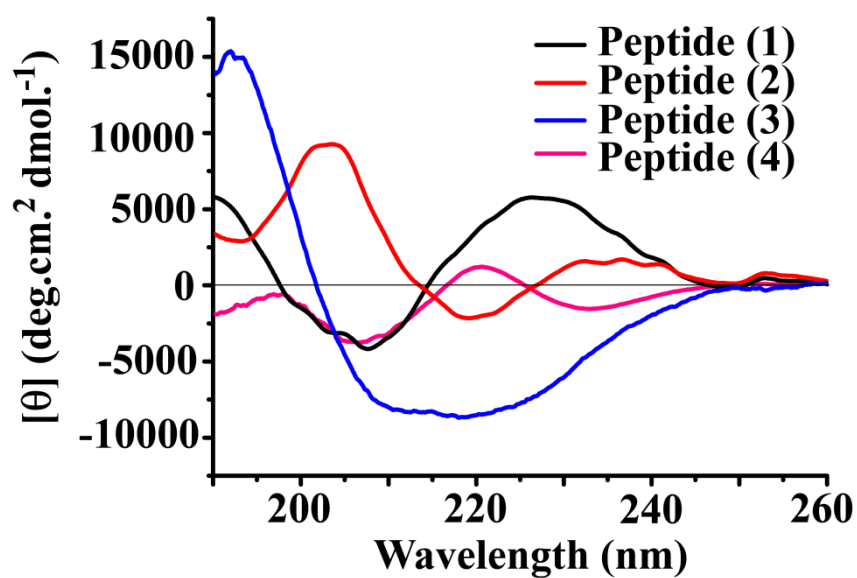 [θ] (deg.cm.² dmol.⁻¹)
15000
10000
5000
0
-5000
-10000
Peptide (1)
Peptide (2)
Peptide (3)
Peptide (4)
200 220 240 260
Wavelength (nm)